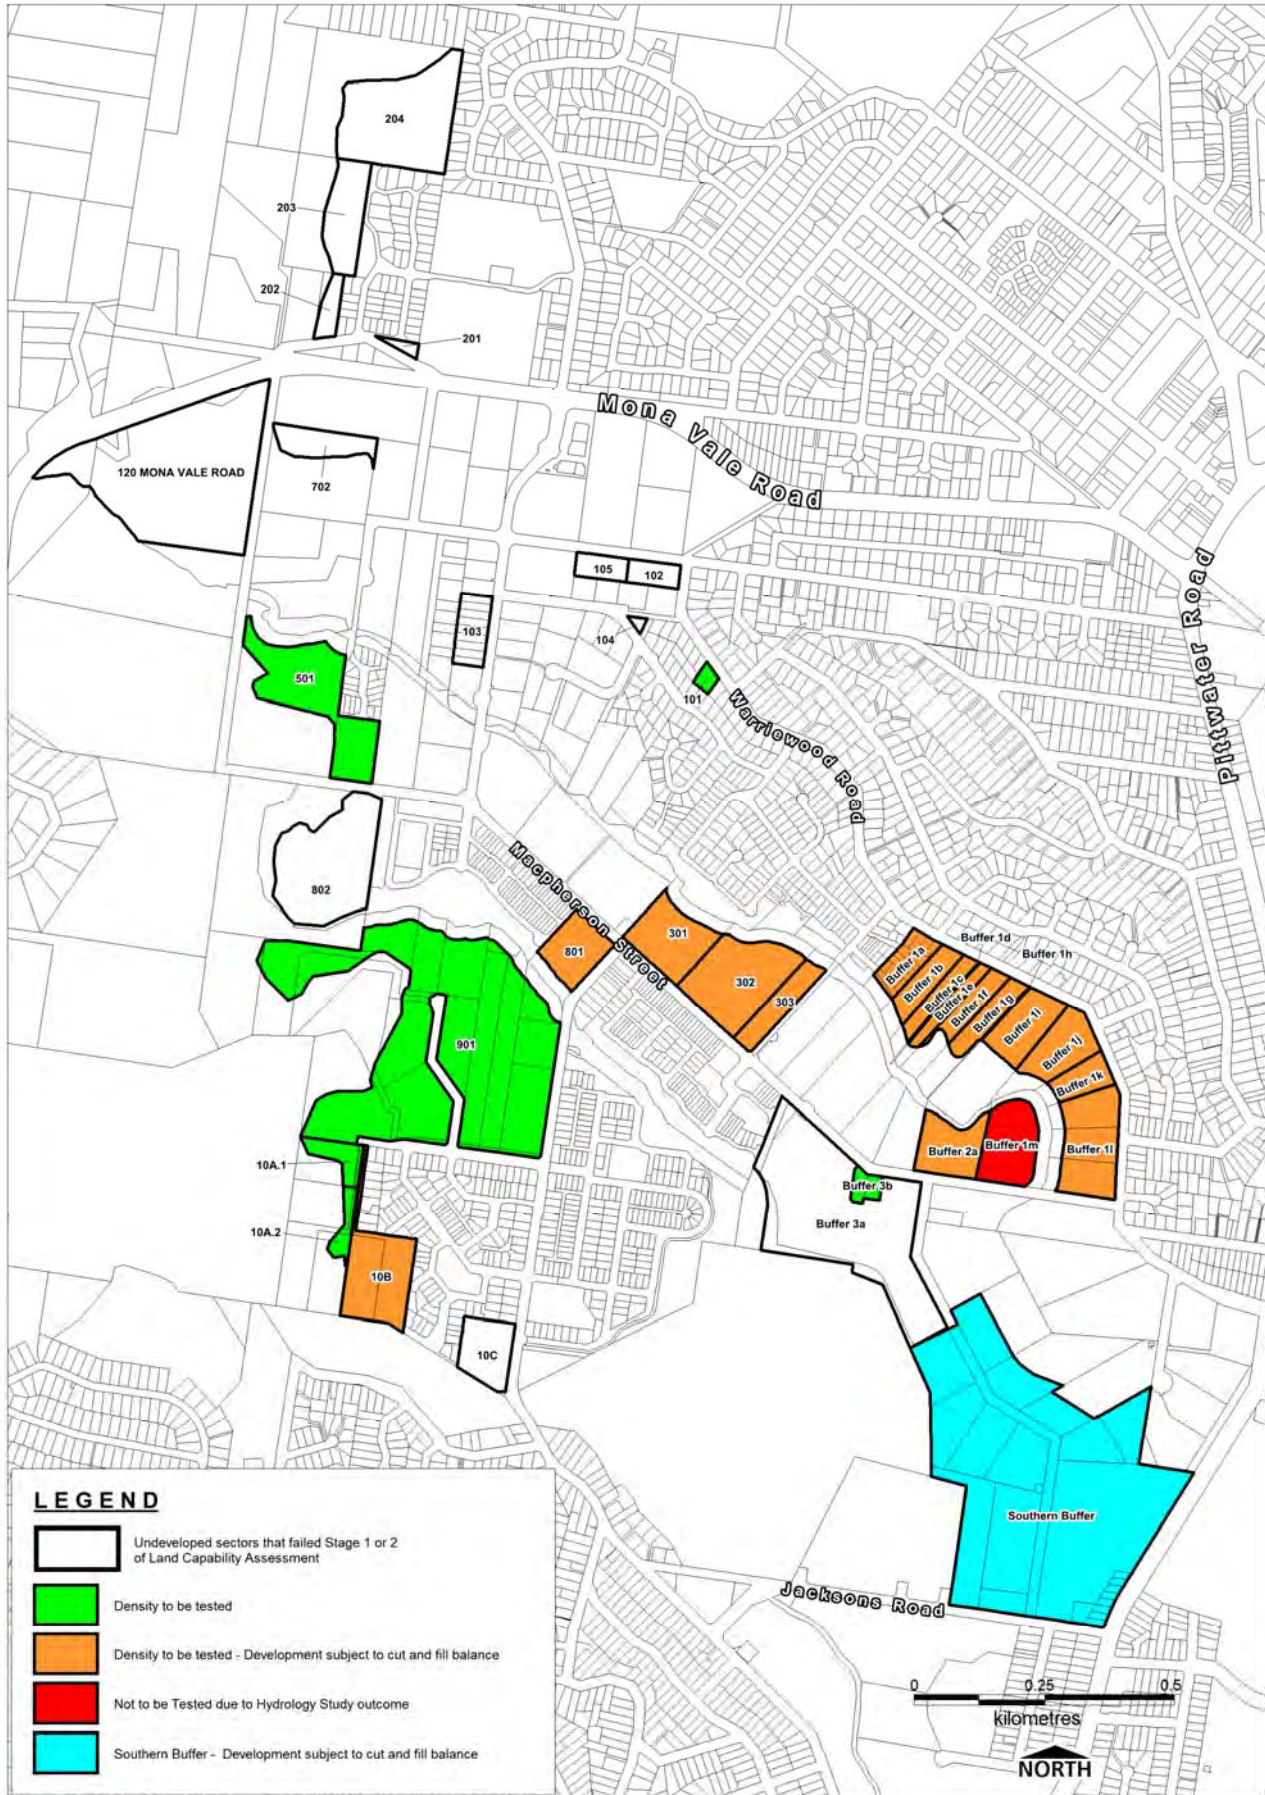 204
203
202
201
Mona Vale Road
120 MONA VALE ROAD
702
Pittwater Road
105
102
103
104
501
101
Warriewood Road
Macpherson Street
802
301
801
302
303
Buffer 1d
Buffer 1h
Buffer 1a
Buffer 1b
Buffer 1c
Buffer 1e
Buffer 1f
Buffer 1g
Buffer 1i
Buffer 1j
Buffer 1k
901
Buffer 2a
Buffer 1m
Buffer 1l
10A.1
Buffer 3b
Buffer 3a
10A.2
10B
10C
Southern Buffer
Jacksons Road
LEGEND
Undeveloped sectors that failed Stage 1 or 2
of Land Capability Assessment
Density to be tested
Density to be tested - Development subject to cut and fill balance
Not to be Tested due to Hydrology Study outcome
Southern Buffer - Development subject to cut and fill balance
0 0.25 0.5
kilometres
NORTH